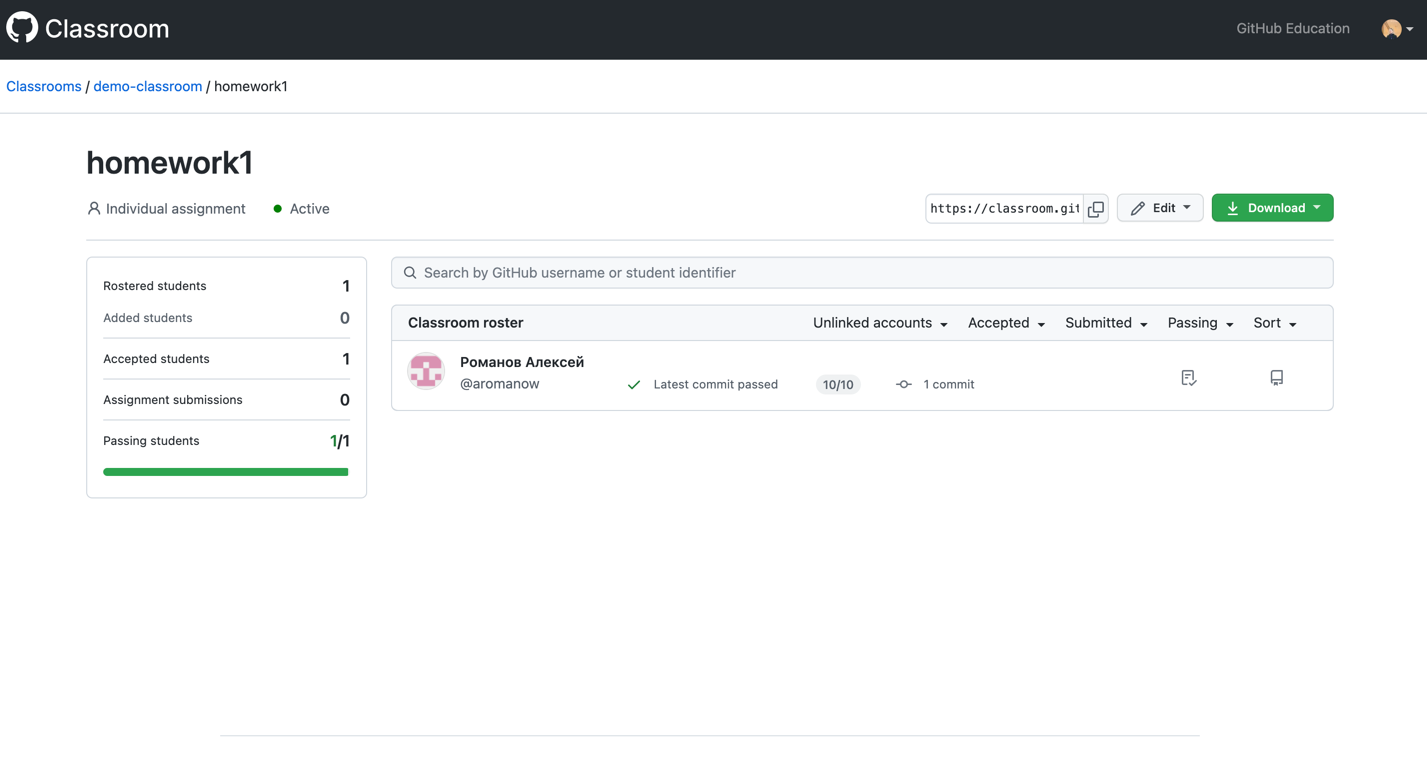 Classroom
GitHub Education
Classrooms / demo-classroom / homework1
homework1
Individual assignment
Active
https://classroom.git
Edit
Download
Rostered students 1
Added students 0
Accepted students 1
Assignment submissions 0
Passing students 1/1
Search by GitHub username or student identifier
Classroom roster
Unlinked accounts
Accepted
Submitted
Passing
Sort
Романов Алексей
@aromanow
Latest commit passed
10/10
1 commit